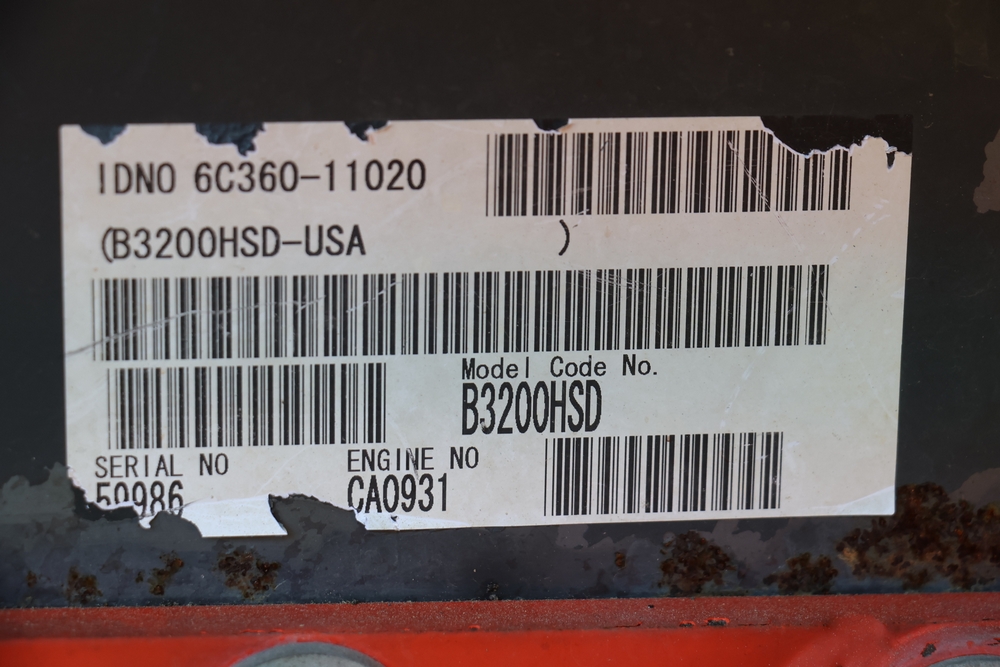 IDNO 6C360-11020
(B3200HSD-USA )
Model Code No.
B3200HSD
SERIAL NO
50986
ENGINE NO
CA0931